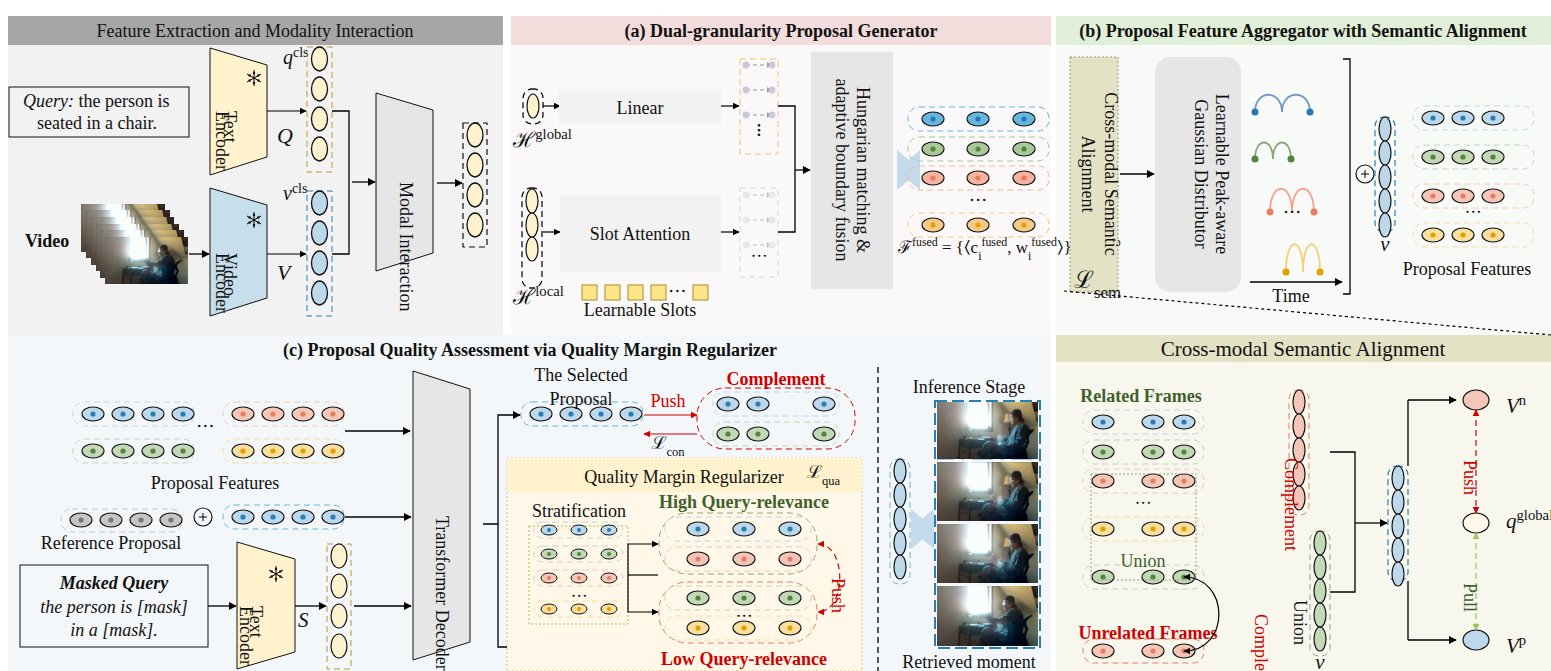 Feature Extraction and Modality Interaction
Query: the person is
seated in a chair.
Text
Encoder
q^cls
Q
Video
Video
Encoder
v^cls
V
Modal Interaction
(a) Dual-granularity Proposal Generator
ℋ^global
Linear
Slot Attention
ℋ^local
...
Learnable Slots
Hungarian matching &
adaptive boundary fusion
...
ℱ^fused = {⟨c_i^fused, w_i^fused⟩}
(b) Proposal Feature Aggregator with Semantic Alignment
Cross-modal Semantic
Alignment
ℒ_sem
Learnable Peak-aware
Gaussian Distributor
...
Time
v
...
Proposal Features
(c) Proposal Quality Assessment via Quality Margin Regularizer
...
Proposal Features
Reference Proposal
Masked Query
the person is [mask]
in a [mask].
Text
Encoder
S
Transformer Decoder
The Selected
Proposal
Push
ℒ_con
Complement
Quality Margin Regularizer ℒ_qua
Stratification
...
High Query-relevance
...
Push
Low Query-relevance
Inference Stage
Retrieved moment
Cross-modal Semantic Alignment
Related Frames
...
Union
Unrelated Frames
Complement
Comple
Union
v
V^n
Push
q^global
Pull
V^p